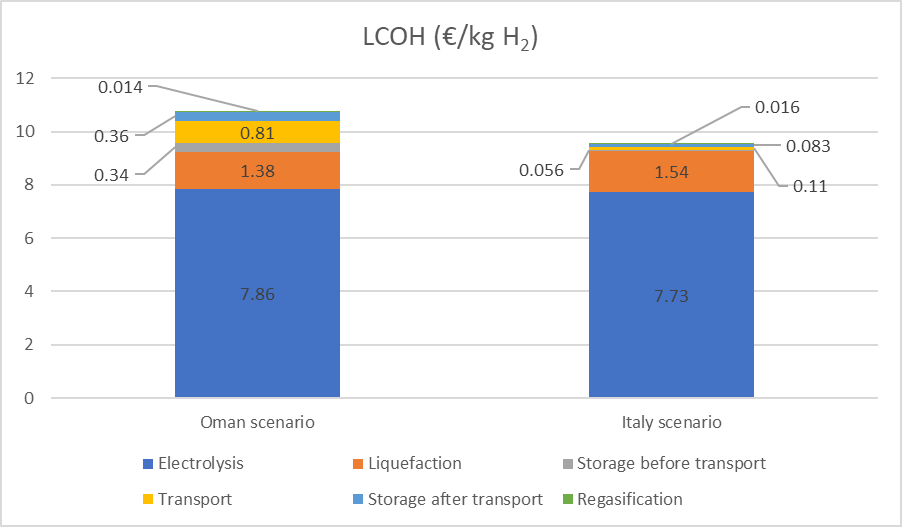 LCOH (€/kg H₂)
12
10
8
6
4
2
0
0.014
0.36
0.81
0.34
1.38
7.86
0.016
0.083
0.056
0.11
1.54
7.73
Oman scenario
Italy scenario
Electrolysis
Liquefaction
Storage before transport
Transport
Storage after transport
Regasification